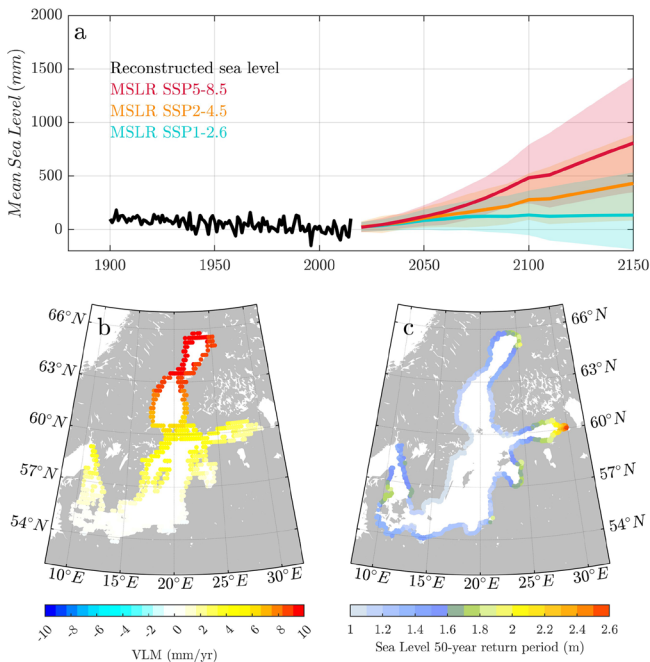 a
2000
1500
1000
500
0
Mean Sea Level (mm)
Reconstructed sea level
MSLR SSP5-8.5
MSLR SSP2-4.5
MSLR SSP1-2.6
1900
1950
2000
2050
2100
2150
b
66°N
63°N
60°N
57°N
54°N
10°E
15°E
20°E
25°E
30°E
-10
-8
-6
-4
-2
0
2
4
6
8
10
VLM (mm/yr)
c
66°N
63°N
60°N
57°N
54°N
10°E
15°E
20°E
25°E
30°E
1
1.2
1.4
1.6
1.8
2
2.2
2.4
2.6
Sea Level 50-year return period (m)